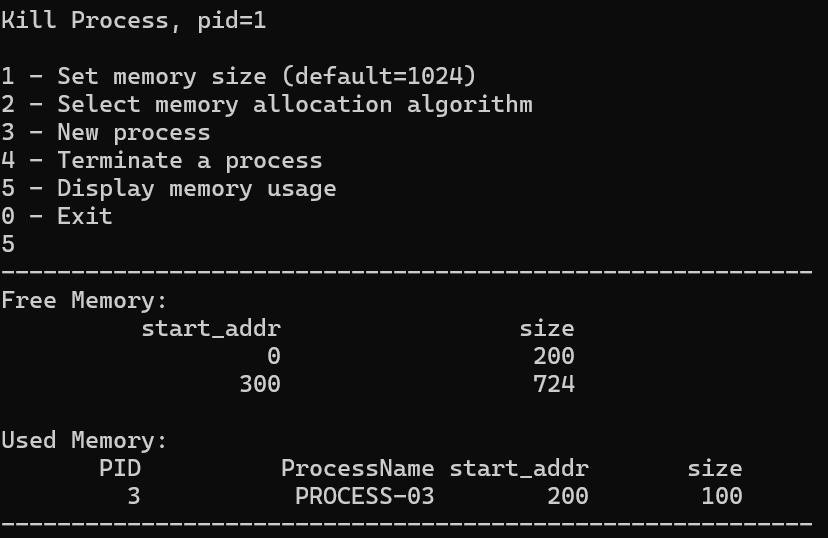 Kill Process, pid=1
1 - Set memory size (default=1024)
2 - Select memory allocation algorithm
3 - New process
4 - Terminate a process
5 - Display memory usage
0 - Exit
5
----------------------------------------------------------
Free Memory:
          start_addr                 size
                   0                  200
                 300                  724
Used Memory:
       PID          ProcessName start_addr       size
         3           PROCESS-03        200        100
----------------------------------------------------------